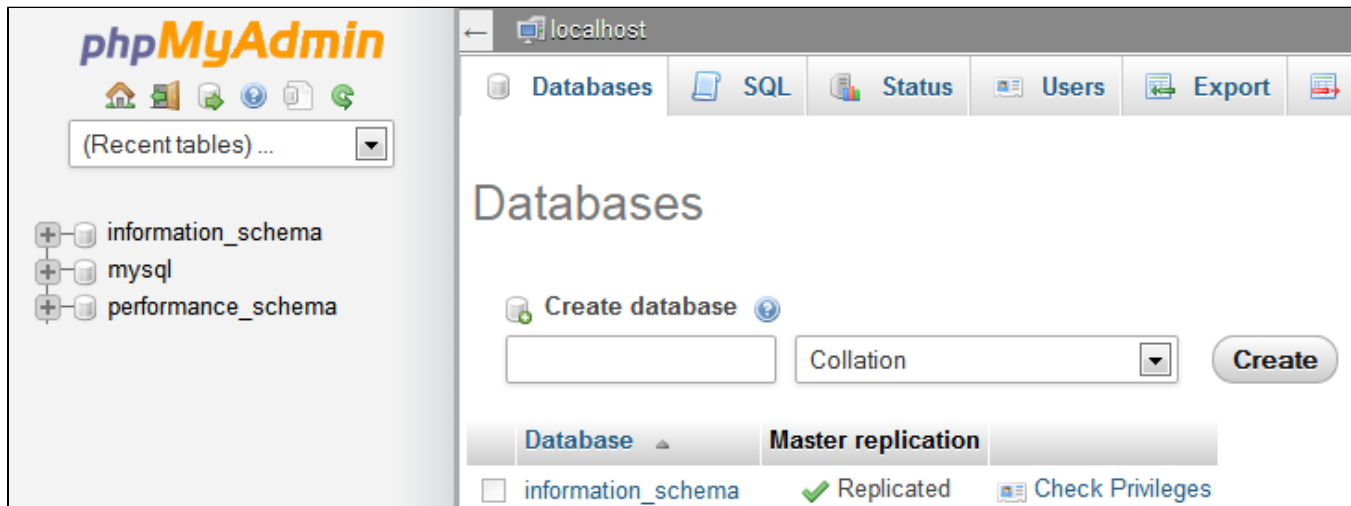 phpMyAdmin
(Recent tables) ...
information_schema
mysql
performance_schema
← localhost
Databases SQL Status Users Export
Databases
Create database
Collation Create
Database Master replication
information_schema Replicated Check Privileges